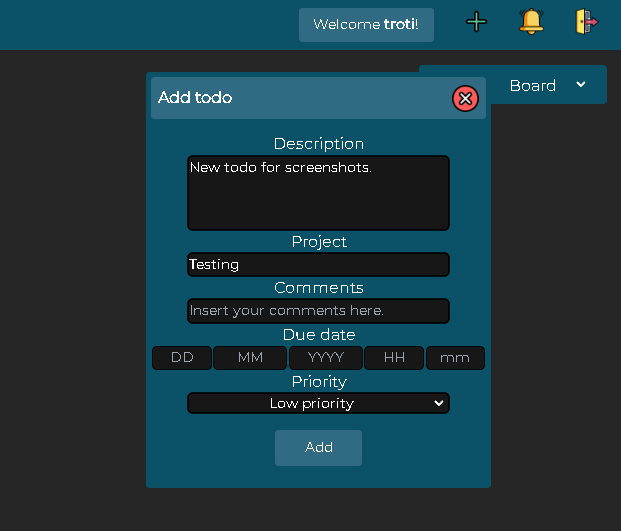 Welcome troti!
Board
Add todo
Description
New todo for screenshots.
Project
Testing
Comments
Insert your comments here.
Due date
DD MM YYYY HH mm
Priority
Low priority
Add